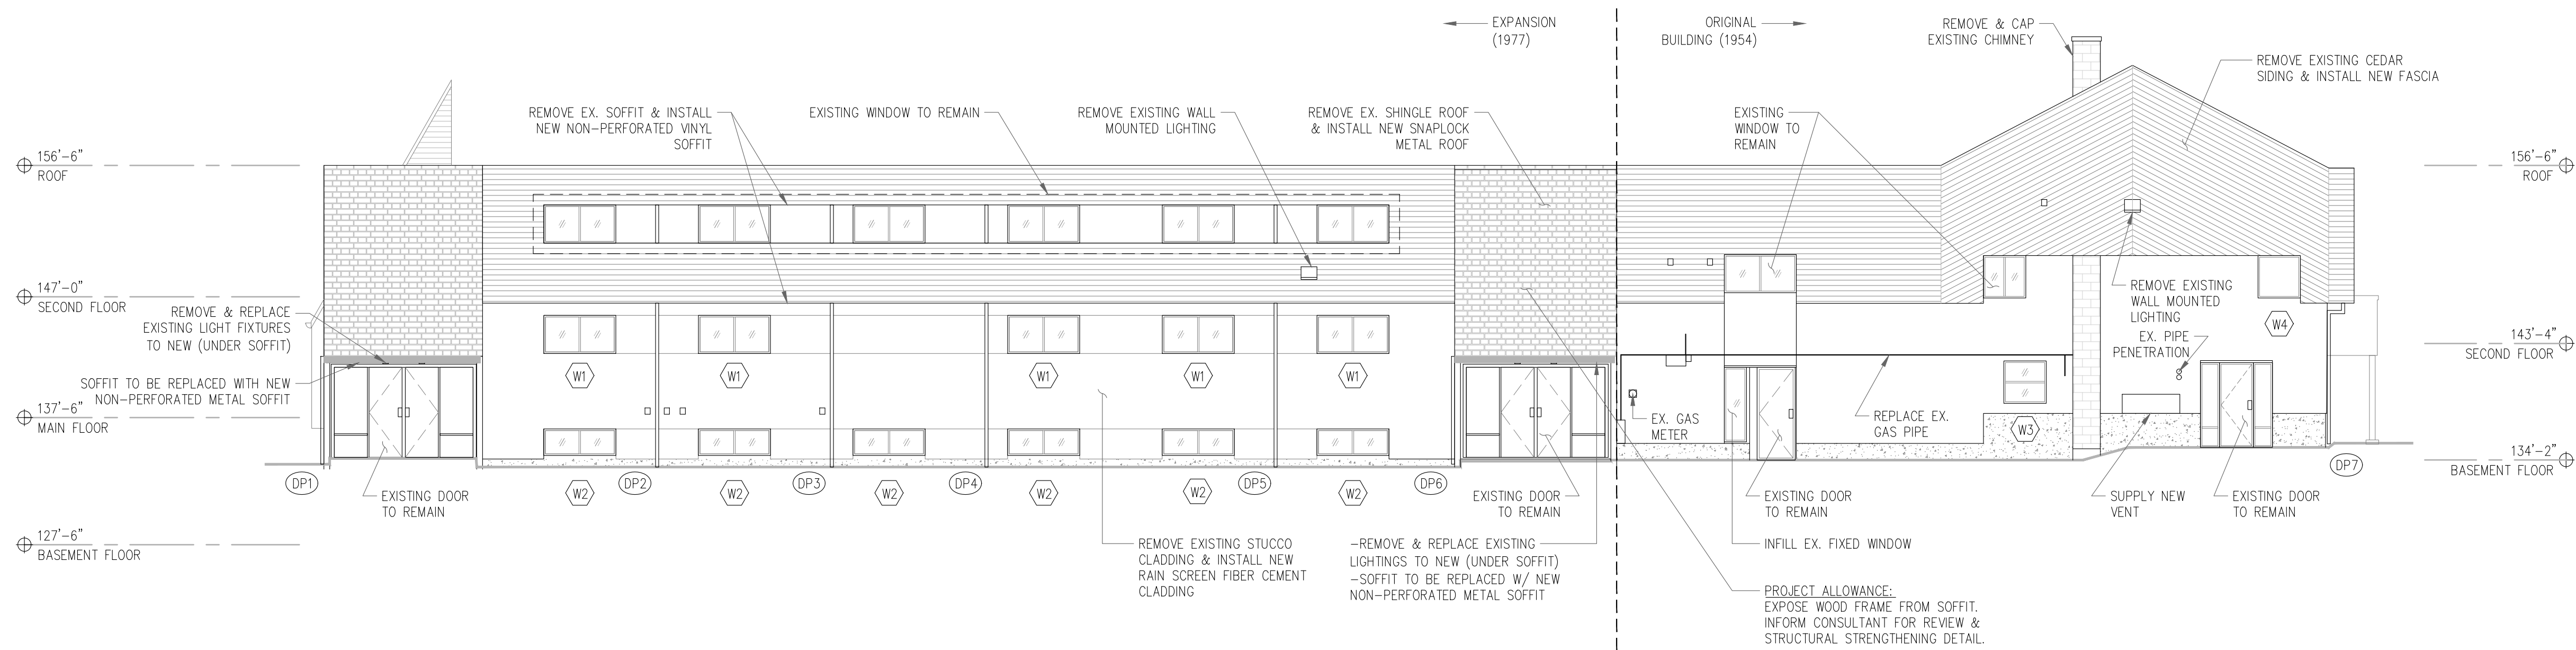 EXPANSION
(1977)
ORIGINAL
BUILDING (1954)
REMOVE & CAP
EXISTING CHIMNEY
REMOVE EXISTING CEDAR
SIDING & INSTALL NEW FASCIA
REMOVE EX. SOFFIT & INSTALL
NEW NON-PERFORATED VINYL
SOFFIT
EXISTING WINDOW TO REMAIN
REMOVE EXISTING WALL
MOUNTED LIGHTING
REMOVE EX. SHINGLE ROOF
& INSTALL NEW SNAPLOCK
METAL ROOF
EXISTING
WINDOW TO
REMAIN
156'-6"
ROOF
156'-6"
ROOF
147'-0"
SECOND FLOOR
REMOVE & REPLACE
EXISTING LIGHT FIXTURES
TO NEW (UNDER SOFFIT)
REMOVE EXISTING
WALL MOUNTED
LIGHTING
EX. PIPE
PENETRATION
W4
143'-4"
SECOND FLOOR
SOFFIT TO BE REPLACED WITH NEW
NON-PERFORATED METAL SOFFIT
W1
W1
W1
W1
W1
137'-6"
MAIN FLOOR
EX. GAS
METER
REPLACE EX.
GAS PIPE
W3
134'-2"
BASEMENT FLOOR
DP1
W2
DP2
W2
DP3
W2
DP4
W2
W2
DP5
W2
DP6
DP7
EXISTING DOOR
TO REMAIN
EXISTING DOOR
TO REMAIN
EXISTING DOOR
TO REMAIN
SUPPLY NEW
VENT
EXISTING DOOR
TO REMAIN
127'-6"
BASEMENT FLOOR
REMOVE EXISTING STUCCO
CLADDING & INSTALL NEW
RAIN SCREEN FIBER CEMENT
CLADDING
-REMOVE & REPLACE EXISTING
LIGHTINGS TO NEW (UNDER SOFFIT)
-SOFFIT TO BE REPLACED W/ NEW
NON-PERFORATED METAL SOFFIT
INFILL EX. FIXED WINDOW
PROJECT ALLOWANCE:
EXPOSE WOOD FRAME FROM SOFFIT.
INFORM CONSULTANT FOR REVIEW &
STRUCTURAL STRENGTHENING DETAIL.